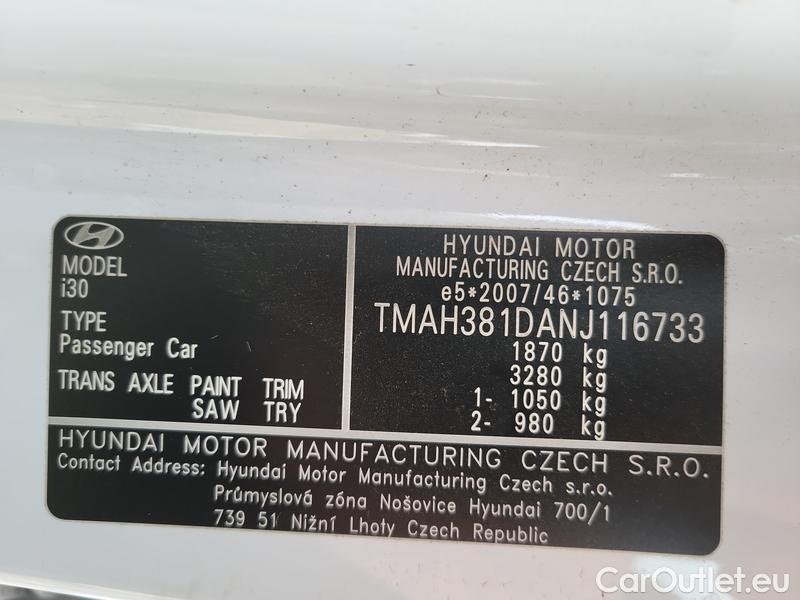 MODEL
i30
TYPE
Passenger Car
TRANS AXLE PAINT TRIM
SAW TRY
HYUNDAI MOTOR
MANUFACTURING CZECH S.R.O.
e5*2007/46*1075
TMAH381DANJ116733
1870 kg
3280 kg
1- 1050 kg
2- 980 kg
HYUNDAI MOTOR MANUFACTURING CZECH S.R.O.
Contact Address: Hyundai Motor Manufacturing Czech s.r.o.
Průmyslová zóna Nošovice Hyundai 700/1
739 51 Nižní Lhoty Czech Republic
CarOutlet.eu